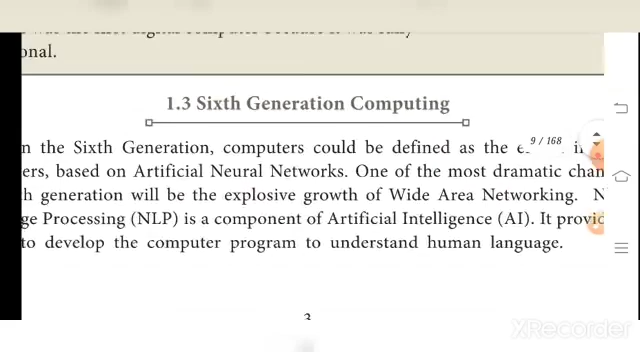 onal.
1.3 Sixth Generation Computing
n the Sixth Generation, computers could be defined as the
9 / 168
ers, based on Artificial Neural Networks. One of the most dramatic chan
h generation will be the explosive growth of Wide Area Networking. N
ge Processing (NLP) is a component of Artificial Intelligence (AI). It provid
to develop the computer program to understand human language.
3
XRecorder